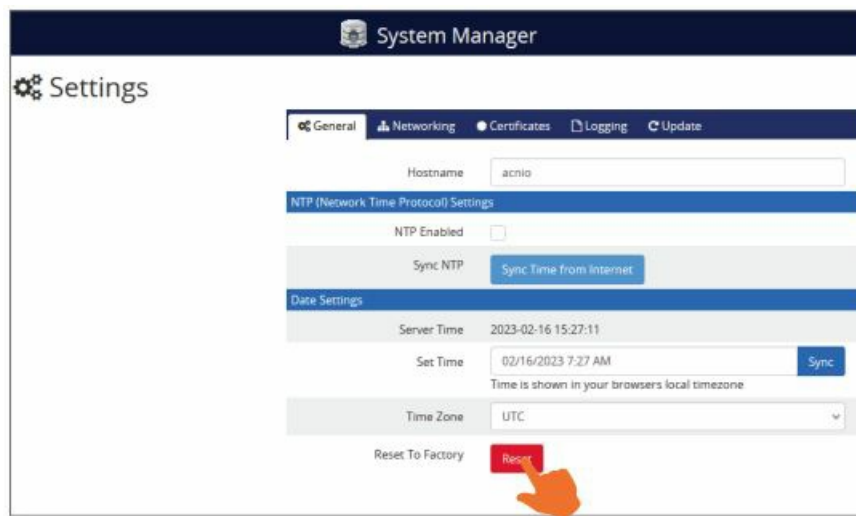 System Manager
Settings
General Networking Certificates Logging Update
Hostname acnio
NTP (Network Time Protocol) Settings
NTP Enabled
Sync NTP Sync Time from Internet
Date Settings
Server Time 2023-02-16 15:27:11
Set Time 02/16/2023 7:27 AM Sync
Time is shown in your browsers local timezone
Time Zone UTC
Reset To Factory Reset